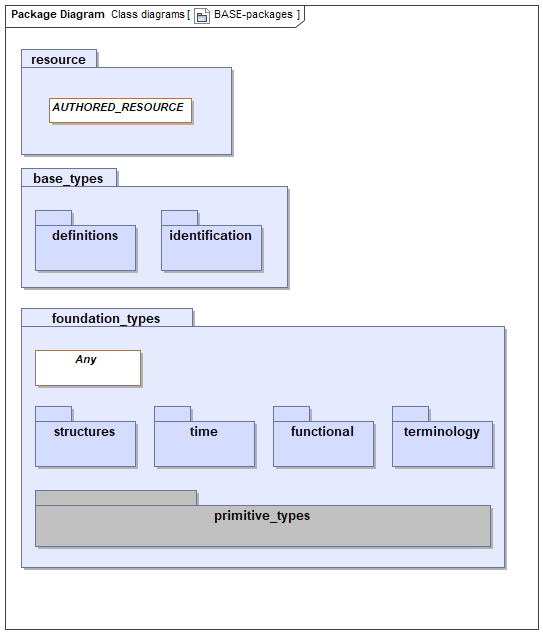 Package Diagram Class diagrams [ BASE-packages ]
resource
AUTHORED_RESOURCE
base_types
definitions identification
foundation_types
Any
structures time functional terminology
primitive_types